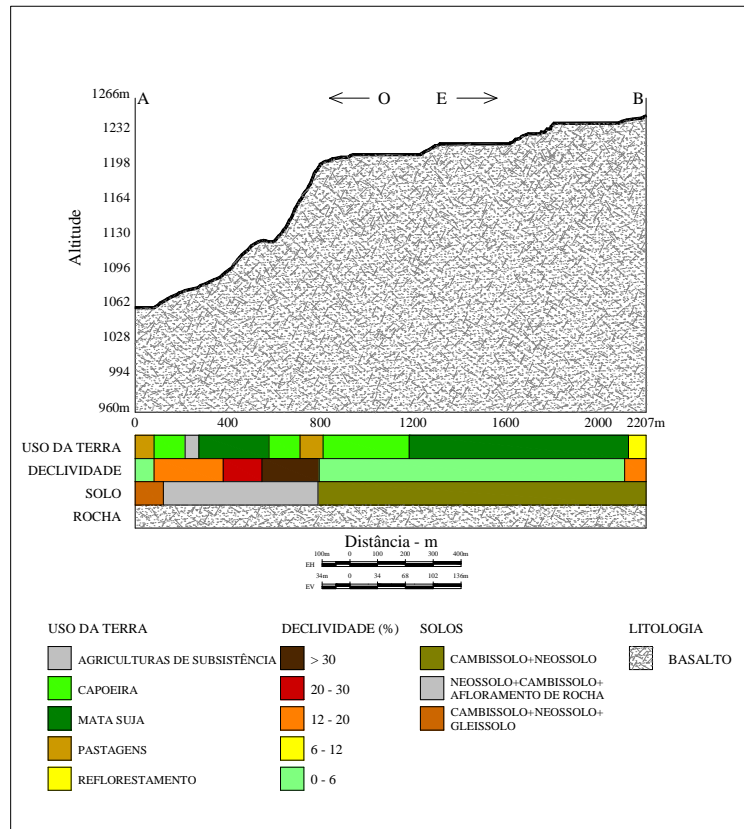 1266m A O E B
1232
1198
1164
1130
1096
1062
1028
994
960m
Altitude
0 400 800 1200 1600 2000 2207m
USO DA TERRA
DECLIVIDADE
SOLO
ROCHA
Distância - m
100m 0 100 200 300 400m
EH
34m 0 34 68 102 136m
EV
USO DA TERRA
AGRICULTURAS DE SUBSISTÊNCIA
CAPOEIRA
MATA SUJA
PASTAGENS
REFLORESTAMENTO
DECLIVIDADE (%)
> 30
20 - 30
12 - 20
6 - 12
0 - 6
SOLOS
CAMBISSOLO+NEOSSOLO
NEOSSOLO+CAMBISSOLO+
AFLORAMENTO DE ROCHA
CAMBISSOLO+NEOSSOLO+
GLEISSOLO
LITOLOGIA
BASALTO